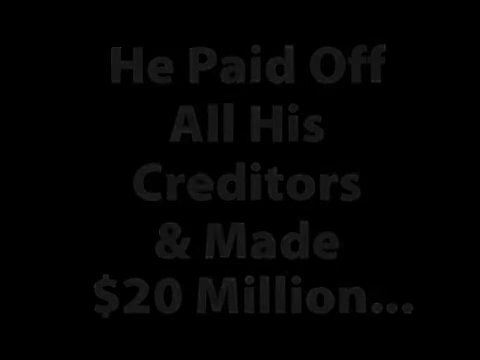 He Paid Off
All His
Creditors
& Made
$20 Million...